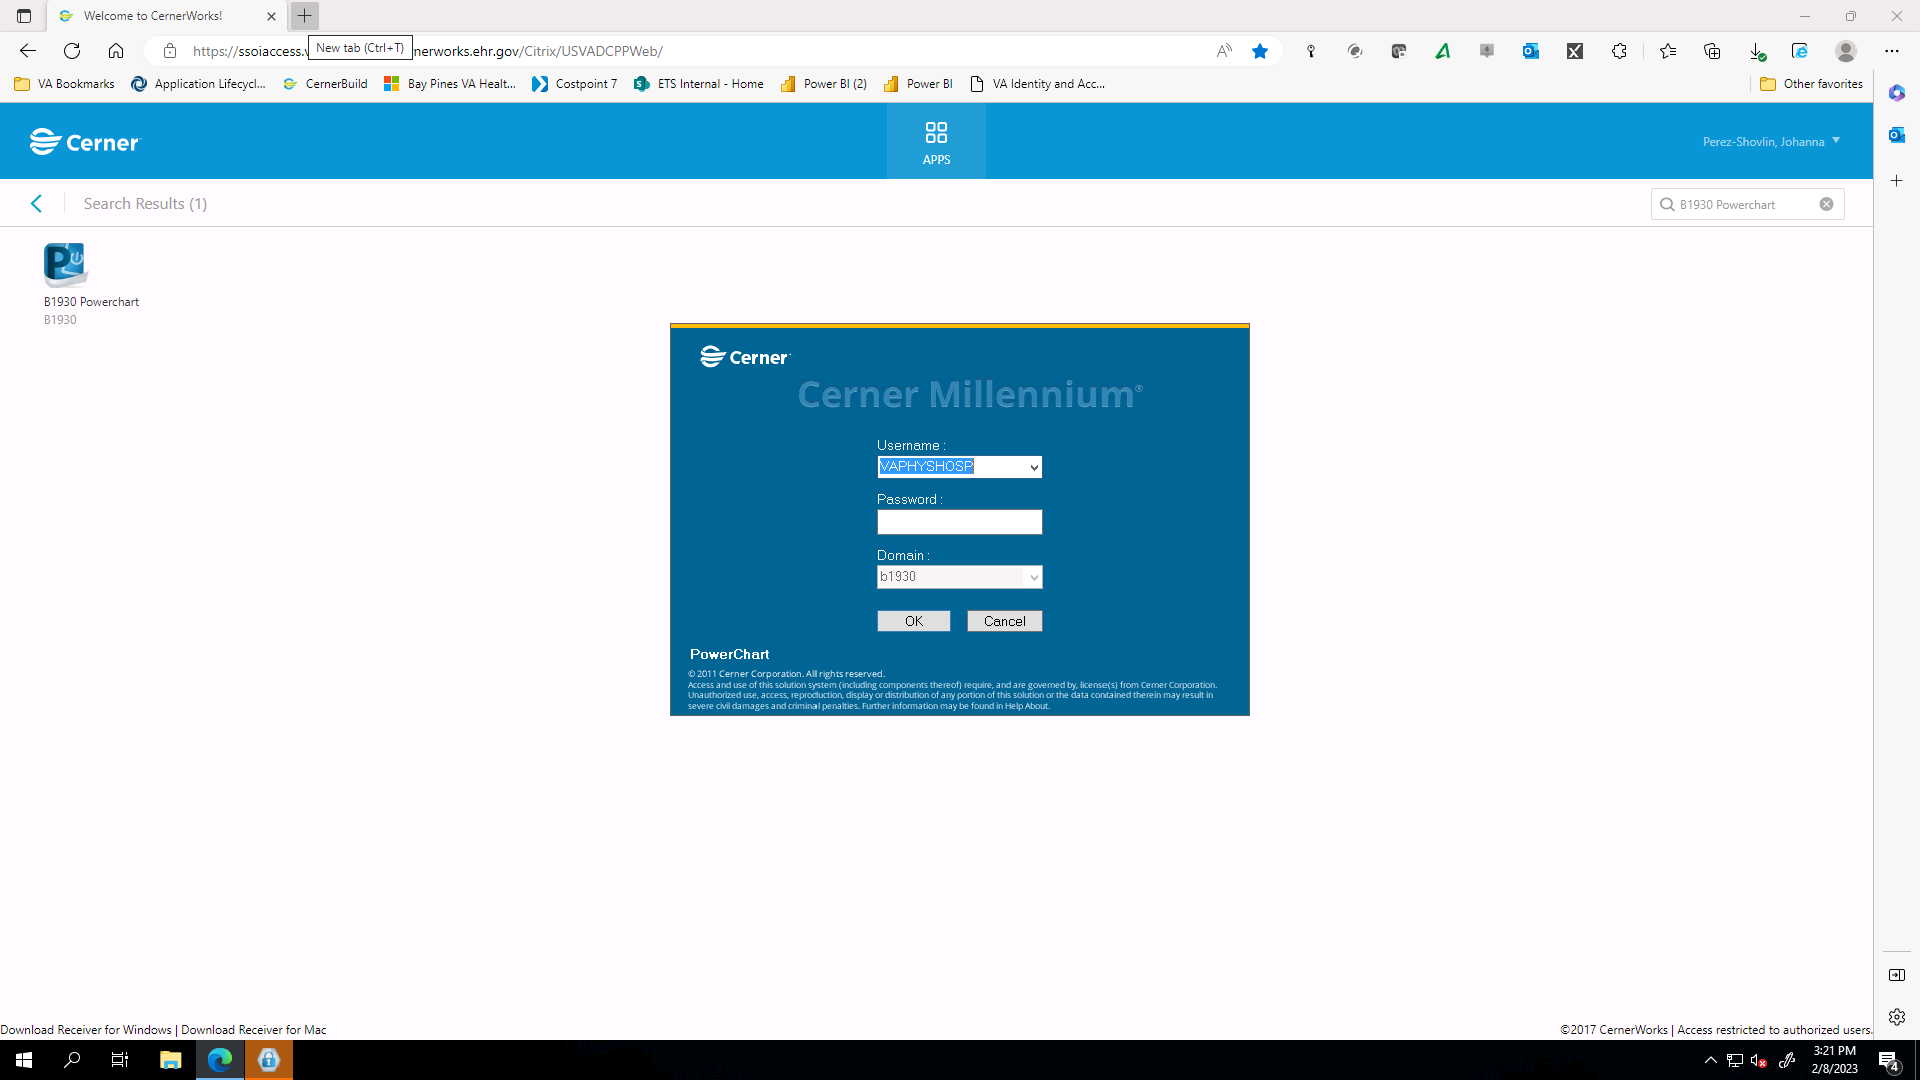 Welcome to CernerWorks!
New tab (Ctrl+T)
https://ssoiaccess.
nerworks.ehr.gov/Citrix/USVADCPPWeb/
VA Bookmarks
Application Lifecycl...
CernerBuild
Bay Pines VA Healt...
Costpoint 7
ETS Internal - Home
Power BI (2)
Power BI
VA Identity and Acc...
Other favorites
Cerner
APPS
Perez-Shovlin, Johanna
Search Results (1)
B1930 Powerchart
B1930 Powerchart
B1930
Cerner
Cerner Millennium®
Username :
VAPHYSHOSP
Password :
Domain :
b1930
OK
Cancel
PowerChart
© 2011 Cerner Corporation. All rights reserved.
Access and use of this solution system (including components thereof) require, and are governed by, license(s) from Cerner Corporation.
Unauthorized use, access, reproduction, display or distribution of any portion of this solution or the data contained therein may result in
severe civil damages and criminal penalties. Further information may be found in Help About.
Download Receiver for Windows | Download Receiver for Mac
©2017 CernerWorks | Access restricted to authorized users.
3:21 PM
2/8/2023
4